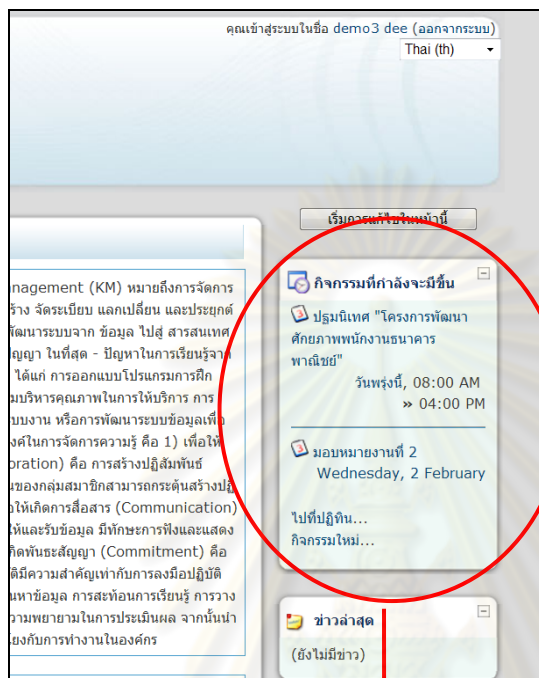 คุณเข้าสู่ระบบในชื่อ demo3 dee (ออกจากระบบ)
Thai (th)
เริ่มการแก้ไขในหน้านี้
nagement (KM) หมายถึงการจัดการ
ร้าง จัดระเบียบ แลกเปลี่ยน และประยุกต์
พัฒนาระบบจาก ข้อมูล ไปสู่ สารสนเทศ
ปัญญา ในที่สุด - ปัญหาในการเรียนรู้จาก
ได้แก่ การออกแบบโปรแกรมการฝึก
มบริหารคุณภาพในการให้บริการ การ
บบงาน หรือการพัฒนาระบบข้อมูลเพื่อ
งค์ในการจัดการความรู้ คือ 1) เพื่อให้
oration) คือ การสร้างปฏิสัมพันธ์
นของกลุ่มสมาชิกสามารถกระตุ้นสร้างปฏิ
อให้เกิดการสื่อสาร (Communication)
ให้และรับข้อมูล มีทักษะการฟังและแสดง
กิดพันธะสัญญา (Commitment) คือ
ติมีความสำคัญเท่ากับการลงมือปฏิบัติ
นหาข้อมูล การสะท้อนการเรียนรู้ การวาง
วามพยายามในการประเมินผล จากนั้นนำ
ยงกับการทำงานในองค์กร
กิจกรรมที่กำลังจะมีขึ้น
ปฐมนิเทศ "โครงการพัฒนา
ศักยภาพพนักงานธนาคาร
พาณิชย์"
วันพรุ่งนี้, 08:00 AM
» 04:00 PM
มอบหมายงานที่ 2
Wednesday, 2 February
ไปที่ปฏิทิน...
กิจกรรมใหม่...
ข่าวล่าสุด
(ยังไม่มีข่าว)